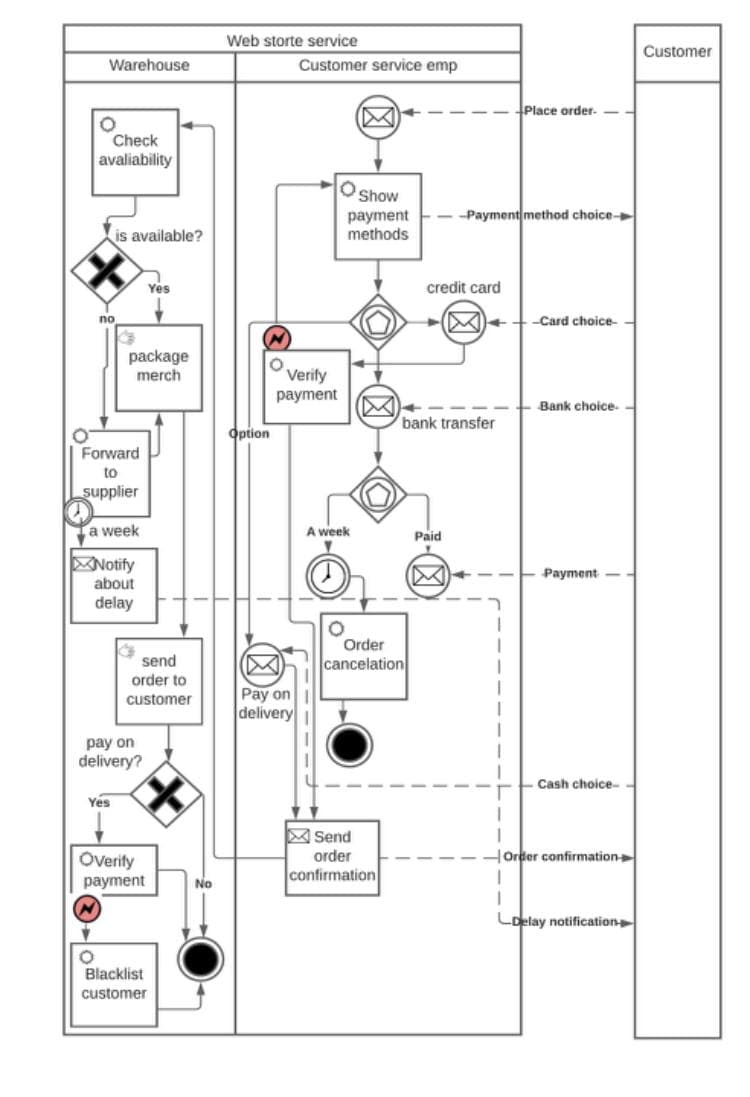 Web storte service
Customer
Warehouse
Customer service emp
Place order
Check
avaliability
Show
payment
methods
Payment method choice
is available?
Yes
no
credit card
Card choice
package
merch
Verify
payment
Bank choice
bank transfer
Option
Forward
to
supplier
a week
A week
Paid
Notify
about
delay
Payment
Order
cancelation
send
order to
customer
Pay on
delivery
pay on
delivery?
Cash choice
Yes
Send
order
confirmation
Order confirmation
Verify
payment
No
Delay notification
Blacklist
customer